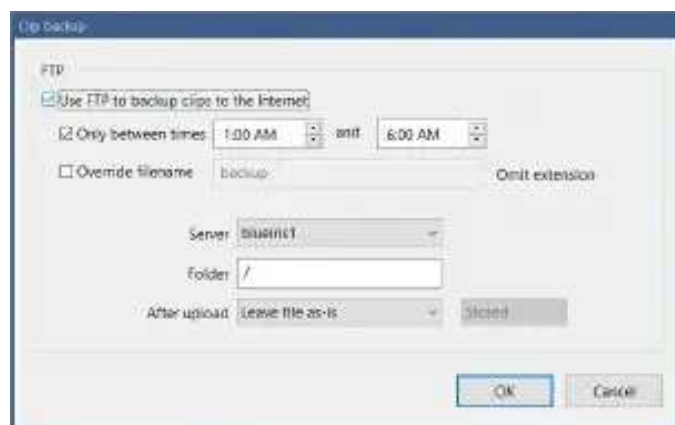 Clip backup
FTP
Use FTP to backup clips to the Internet
Only between times 1:00 AM and 6:00 AM
Override filename backup Omit extension
Server
Folder /
After upload Leave file as-is Stored
OK Cancel